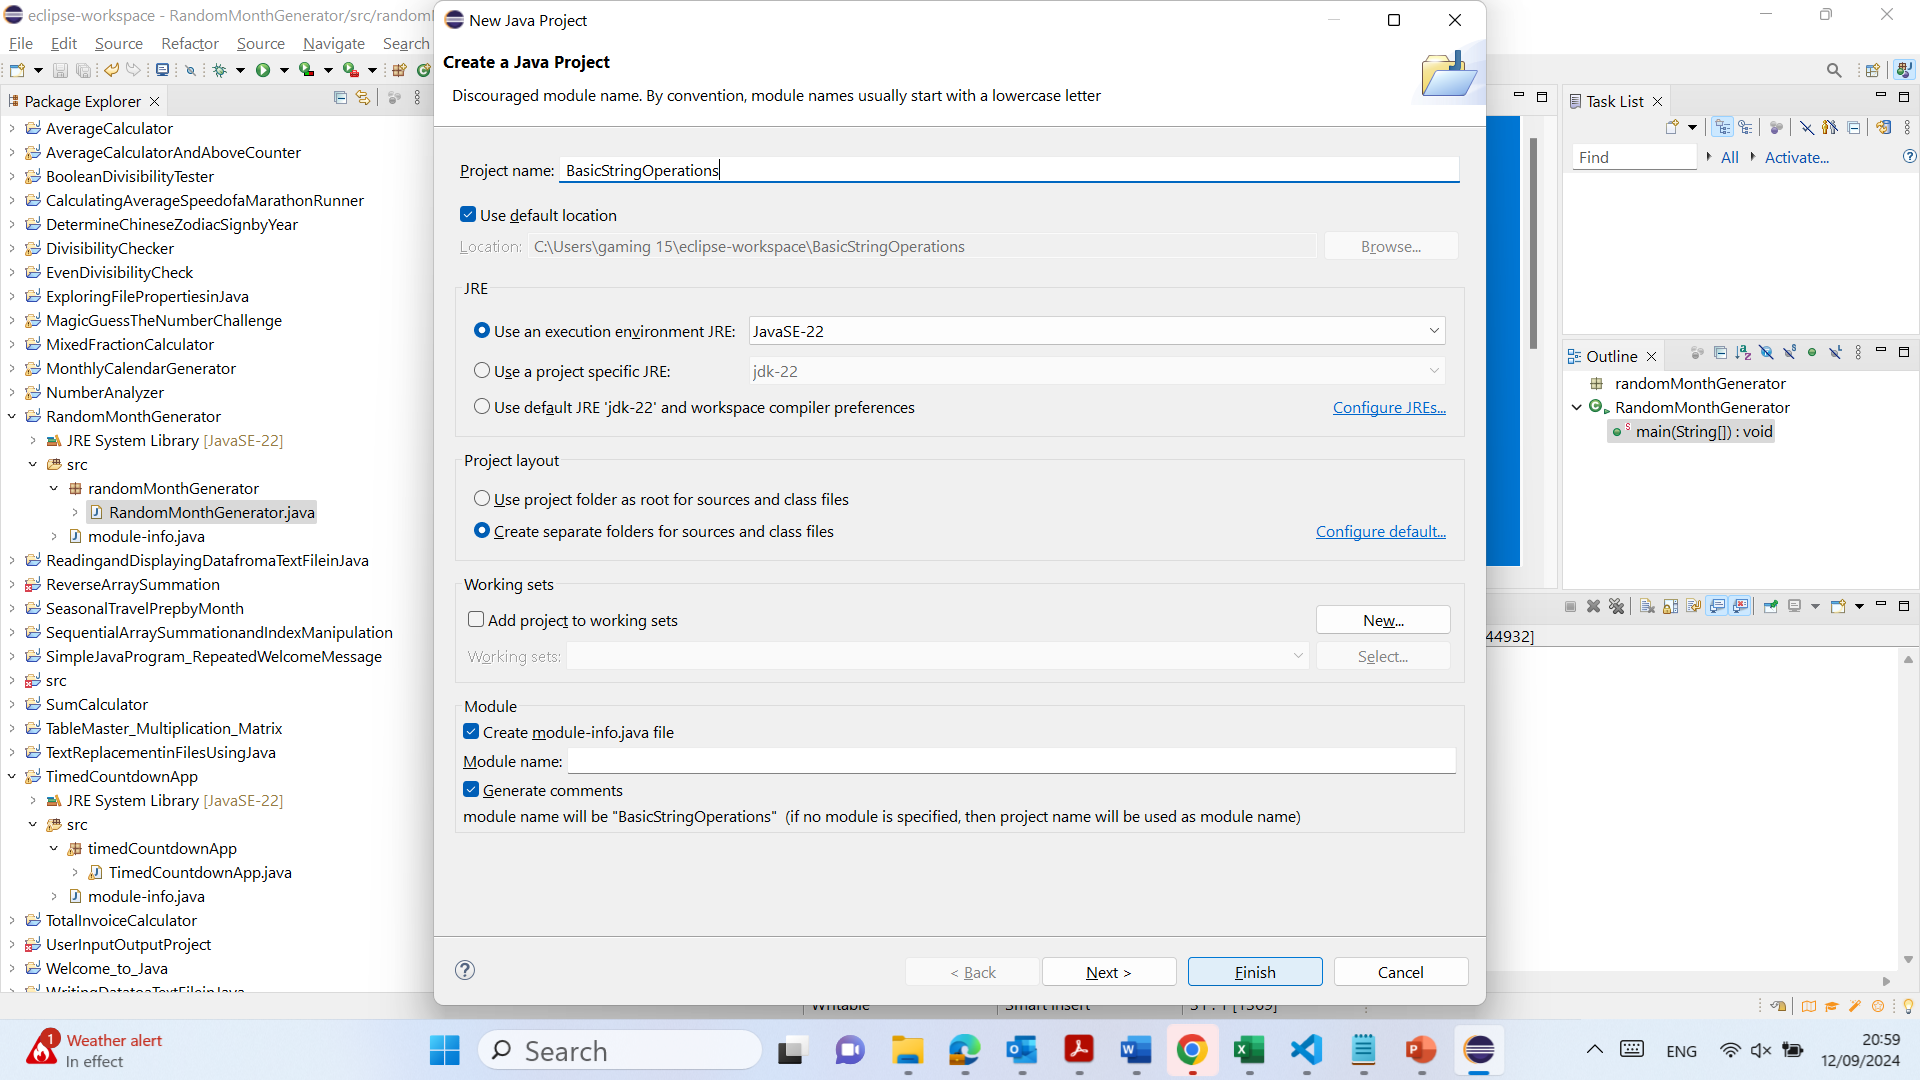 eclipse-workspace - RandomMonthGenerator/src/random
New Java Project
File Edit Source Refactor Source Navigate Search
Create a Java Project
Discouraged module name. By convention, module names usually start with a lowercase letter
Package Explorer
AverageCalculator
AverageCalculatorAndAboveCounter
BooleanDivisibilityTester
CalculatingAverageSpeedofaMarathonRunner
DetermineChineseZodiacSignbyYear
DivisibilityChecker
EvenDivisibilityCheck
ExploringFilePropertiesinJava
MagicGuessTheNumberChallenge
MixedFractionCalculator
MonthlyCalendarGenerator
NumberAnalyzer
RandomMonthGenerator
JRE System Library [JavaSE-22]
src
randomMonthGenerator
RandomMonthGenerator.java
module-info.java
ReadingandDisplayingDatafromaTextFileinJava
ReverseArraySummation
SeasonalTravelPrepbyMonth
SequentialArraySummationandIndexManipulation
SimpleJavaProgram_RepeatedWelcomeMessage
src
SumCalculator
TableMaster_Multiplication_Matrix
TextReplacementinFilesUsingJava
TimedCountdownApp
JRE System Library [JavaSE-22]
src
timedCountdownApp
TimedCountdownApp.java
module-info.java
TotalInvoiceCalculator
UserInputOutputProject
Welcome_to_Java
WritingDatatoaTextFileinJava
Project name: BasicStringOperations
Use default location
Location: C:\Users\gaming 15\eclipse-workspace\BasicStringOperations Browse...
JRE
Use an execution environment JRE: JavaSE-22
Use a project specific JRE: jdk-22
Use default JRE 'jdk-22' and workspace compiler preferences Configure JREs...
Project layout
Use project folder as root for sources and class files
Create separate folders for sources and class files Configure default...
Working sets
Add project to working sets New...
Working sets: Select...
Module
Create module-info.java file
Module name:
Generate comments
module name will be "BasicStringOperations" (if no module is specified, then project name will be used as module name)
< Back Next > Finish Cancel
Task List
Find All Activate...
Outline
randomMonthGenerator
RandomMonthGenerator
main(String[]) : void
44932]
Writable Smart Insert 31 : 1 [1369]
1 Weather alert
In effect
Search
ENG
20:59
12/09/2024